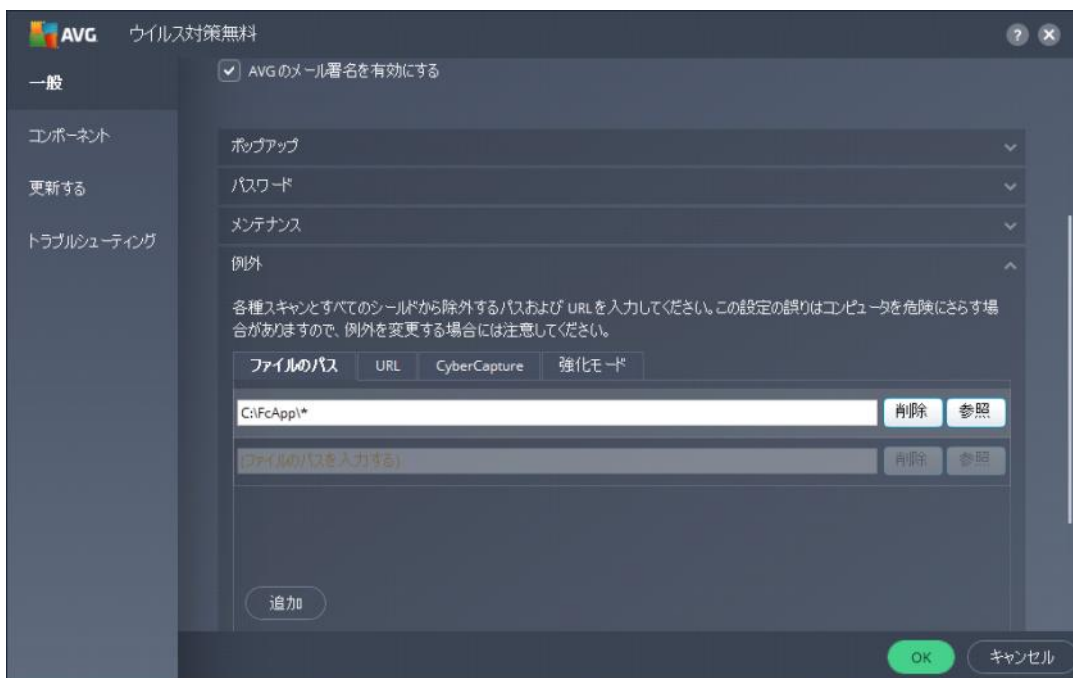 AVG ウイルス対策無料
? ×
一般
AVGのメール署名を有効にする
コンポーネント
更新する
トラブルシューティング
ポップアップ
パスワード
メンテナンス
例外
各種スキャンとすべてのシールドから除外するパスおよび URLを入力してください。この設定の誤りはコンピュータを危険にさらす場
合がありますので、例外を変更する場合には注意してください。
ファイルのパス URL CyberCapture 強化モード
C:\FcApp\* 削除 参照
(ファイルのパスを入力する) 削除 参照
追加
OK キャンセル